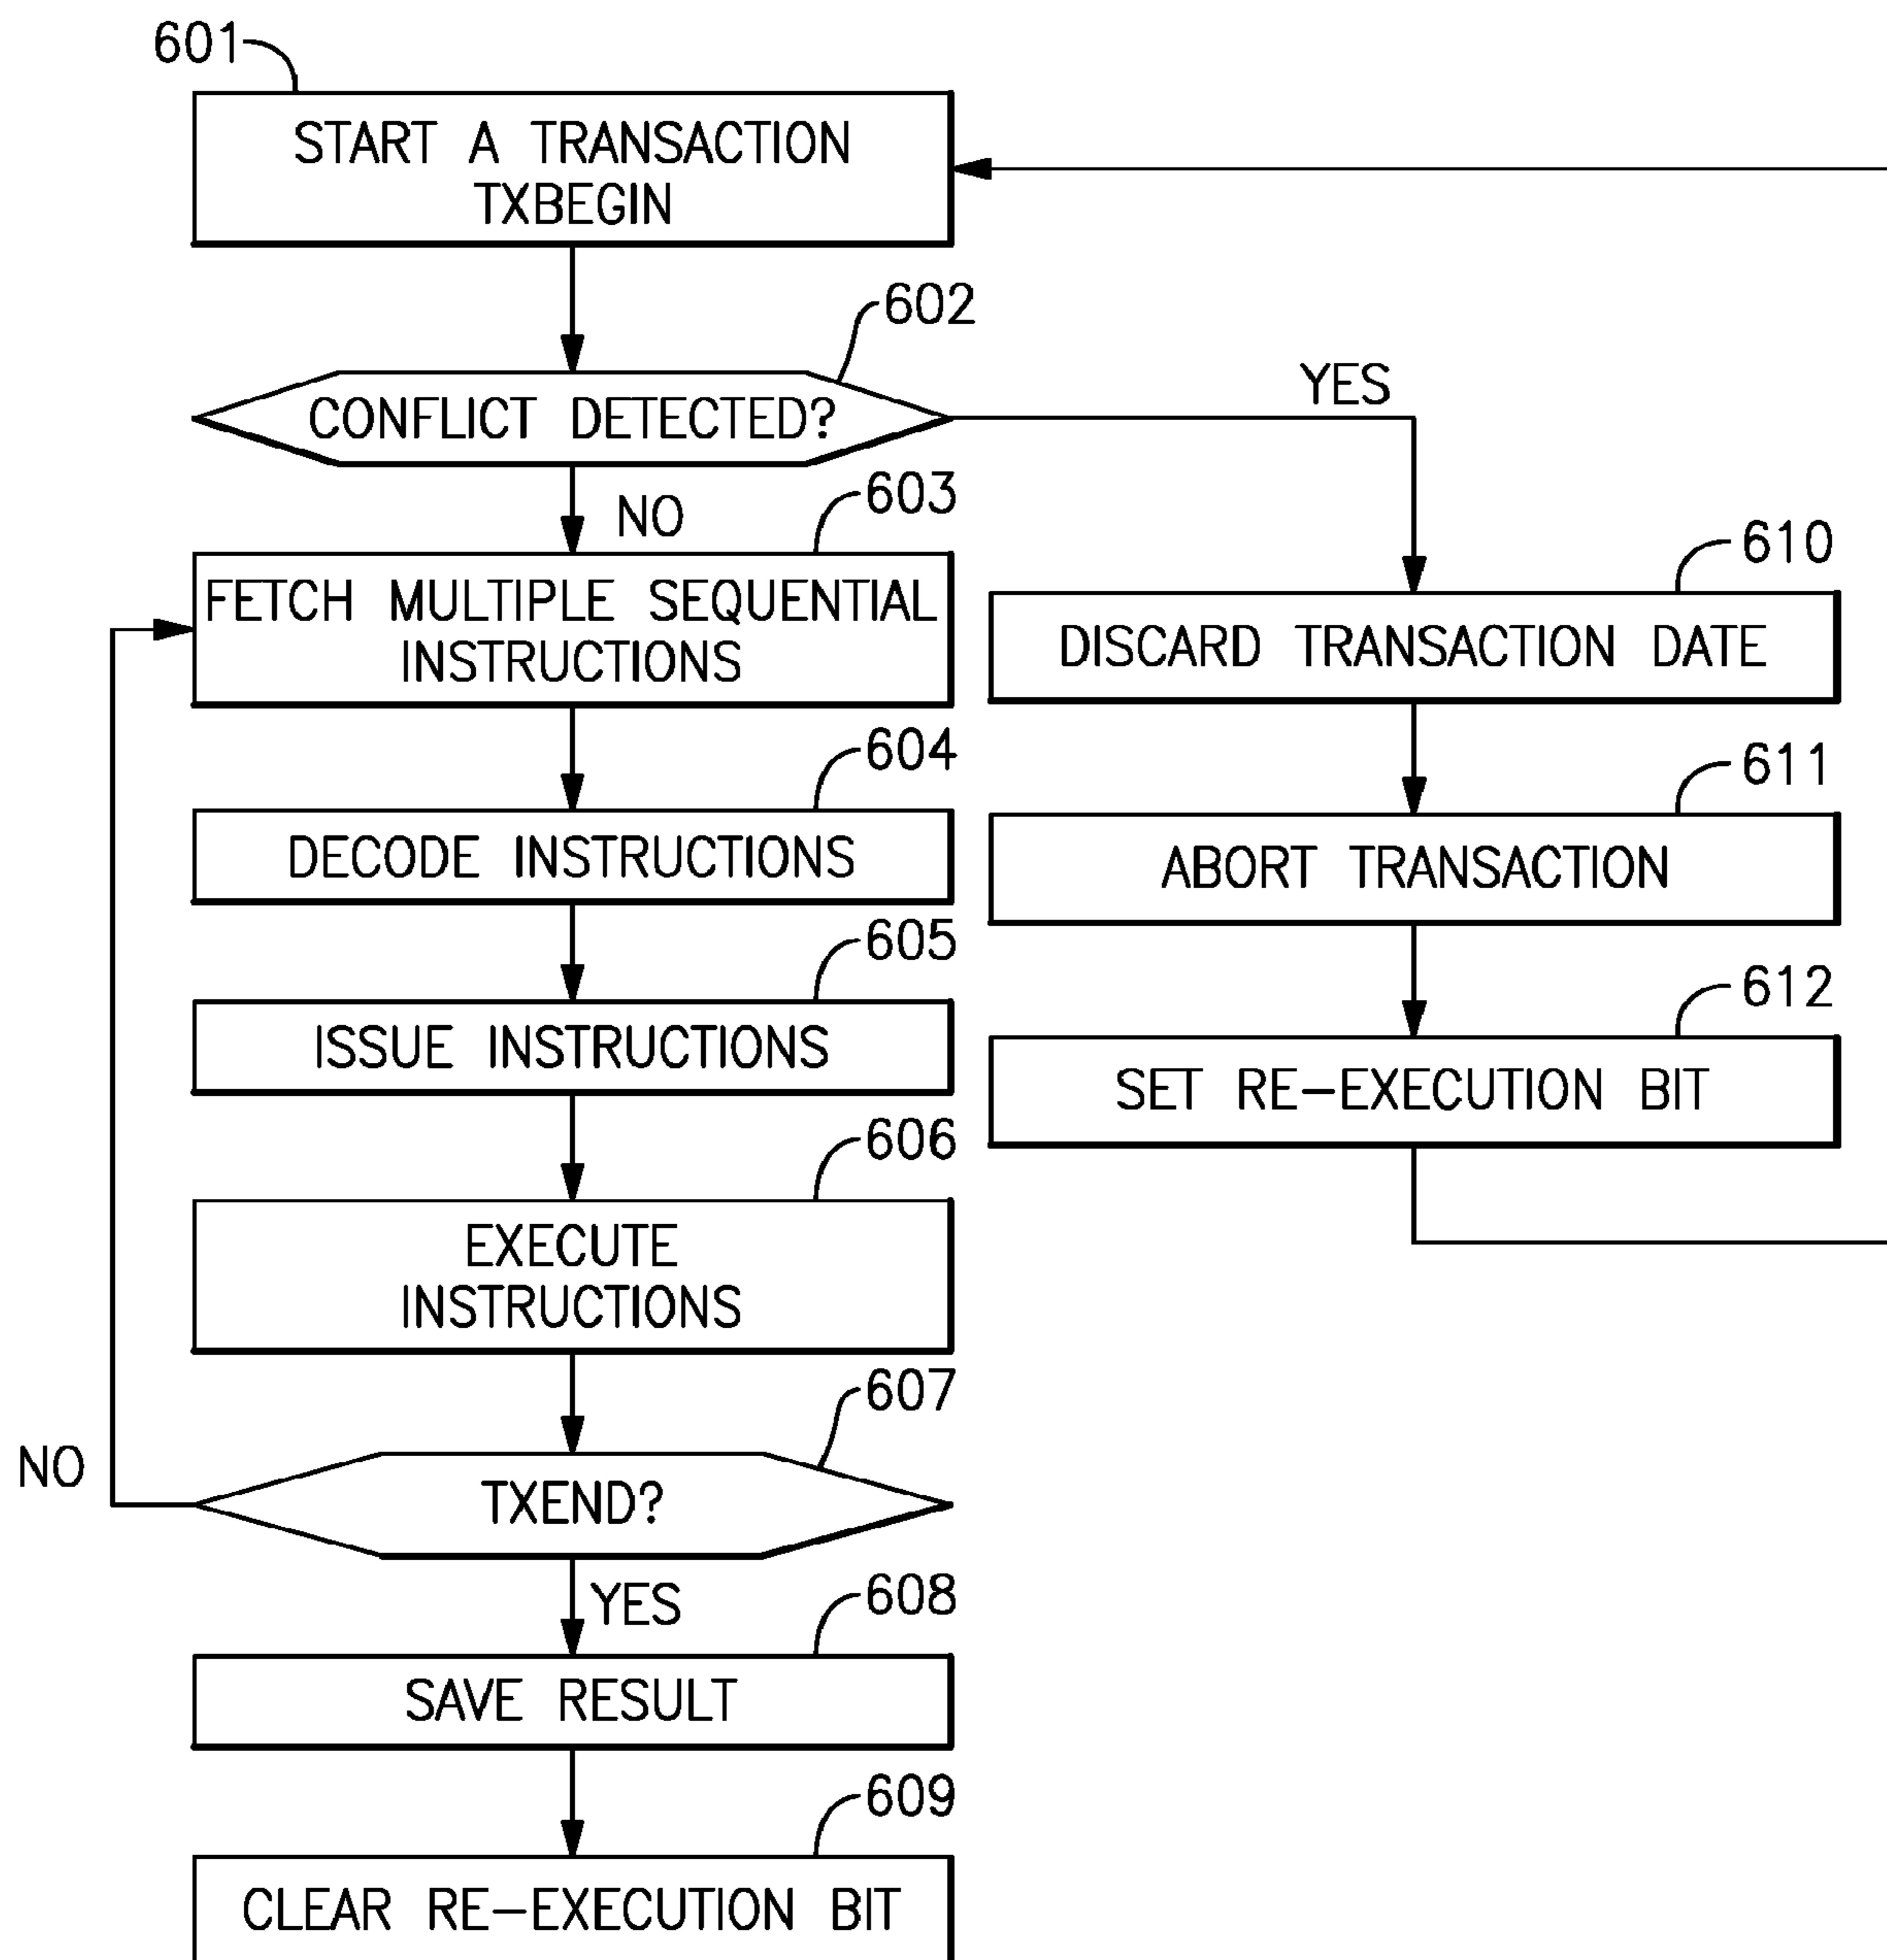 601
START A TRANSACTION
TXBEGIN
602
CONFLICT DETECTED?
YES
NO
603
FETCH MULTIPLE SEQUENTIAL
INSTRUCTIONS
610
DISCARD TRANSACTION DATE
604
DECODE INSTRUCTIONS
611
ABORT TRANSACTION
605
ISSUE INSTRUCTIONS
612
SET RE-EXECUTION BIT
606
EXECUTE
INSTRUCTIONS
607
NO
TXEND?
YES
608
SAVE RESULT
609
CLEAR RE-EXECUTION BIT